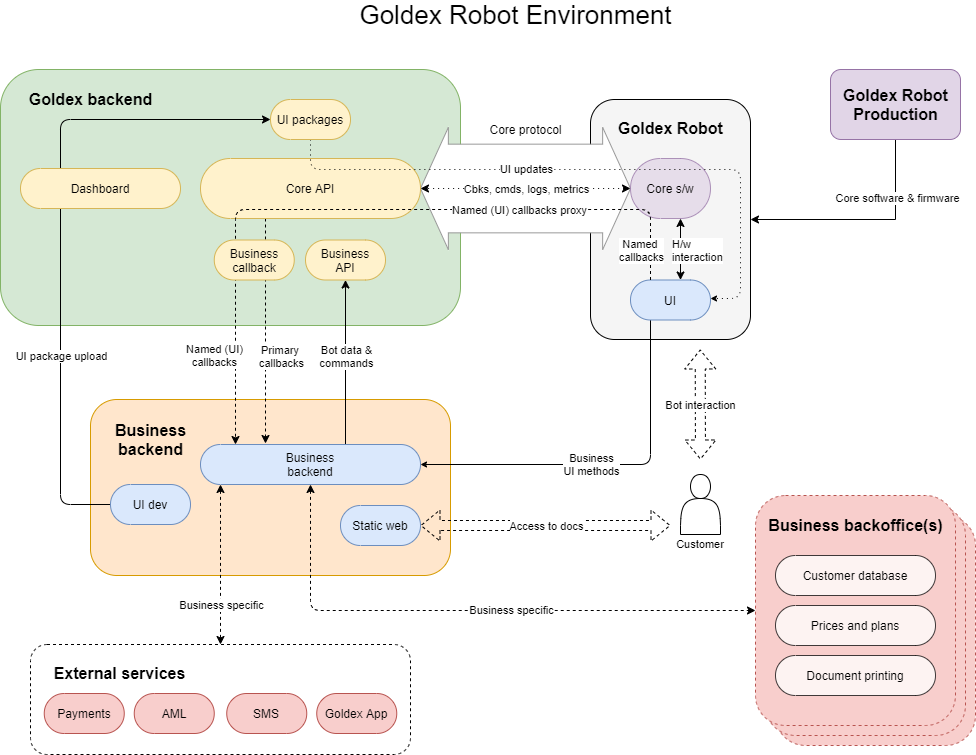 Goldex Robot Environment
Goldex backend
UI packages
Dashboard
Core API
Business
callback
Business
API
Core protocol
UI updates
Cbks, cmds, logs, metrics
Named (UI) callbacks proxy
Goldex Robot
Core s/w
Named
callbacks
H/w
interaction
UI
Goldex Robot
Production
Core software & firmware
UI package upload
Named (UI)
callbacks
Primary
callbacks
Bot data &
commands
Bot interaction
Business
backend
Business
backend
UI dev
Static web
Business
UI methods
Access to docs
Customer
Business specific
Business specific
Business backoffice(s)
Customer database
Prices and plans
Document printing
External services
Payments
AML
SMS
Goldex App